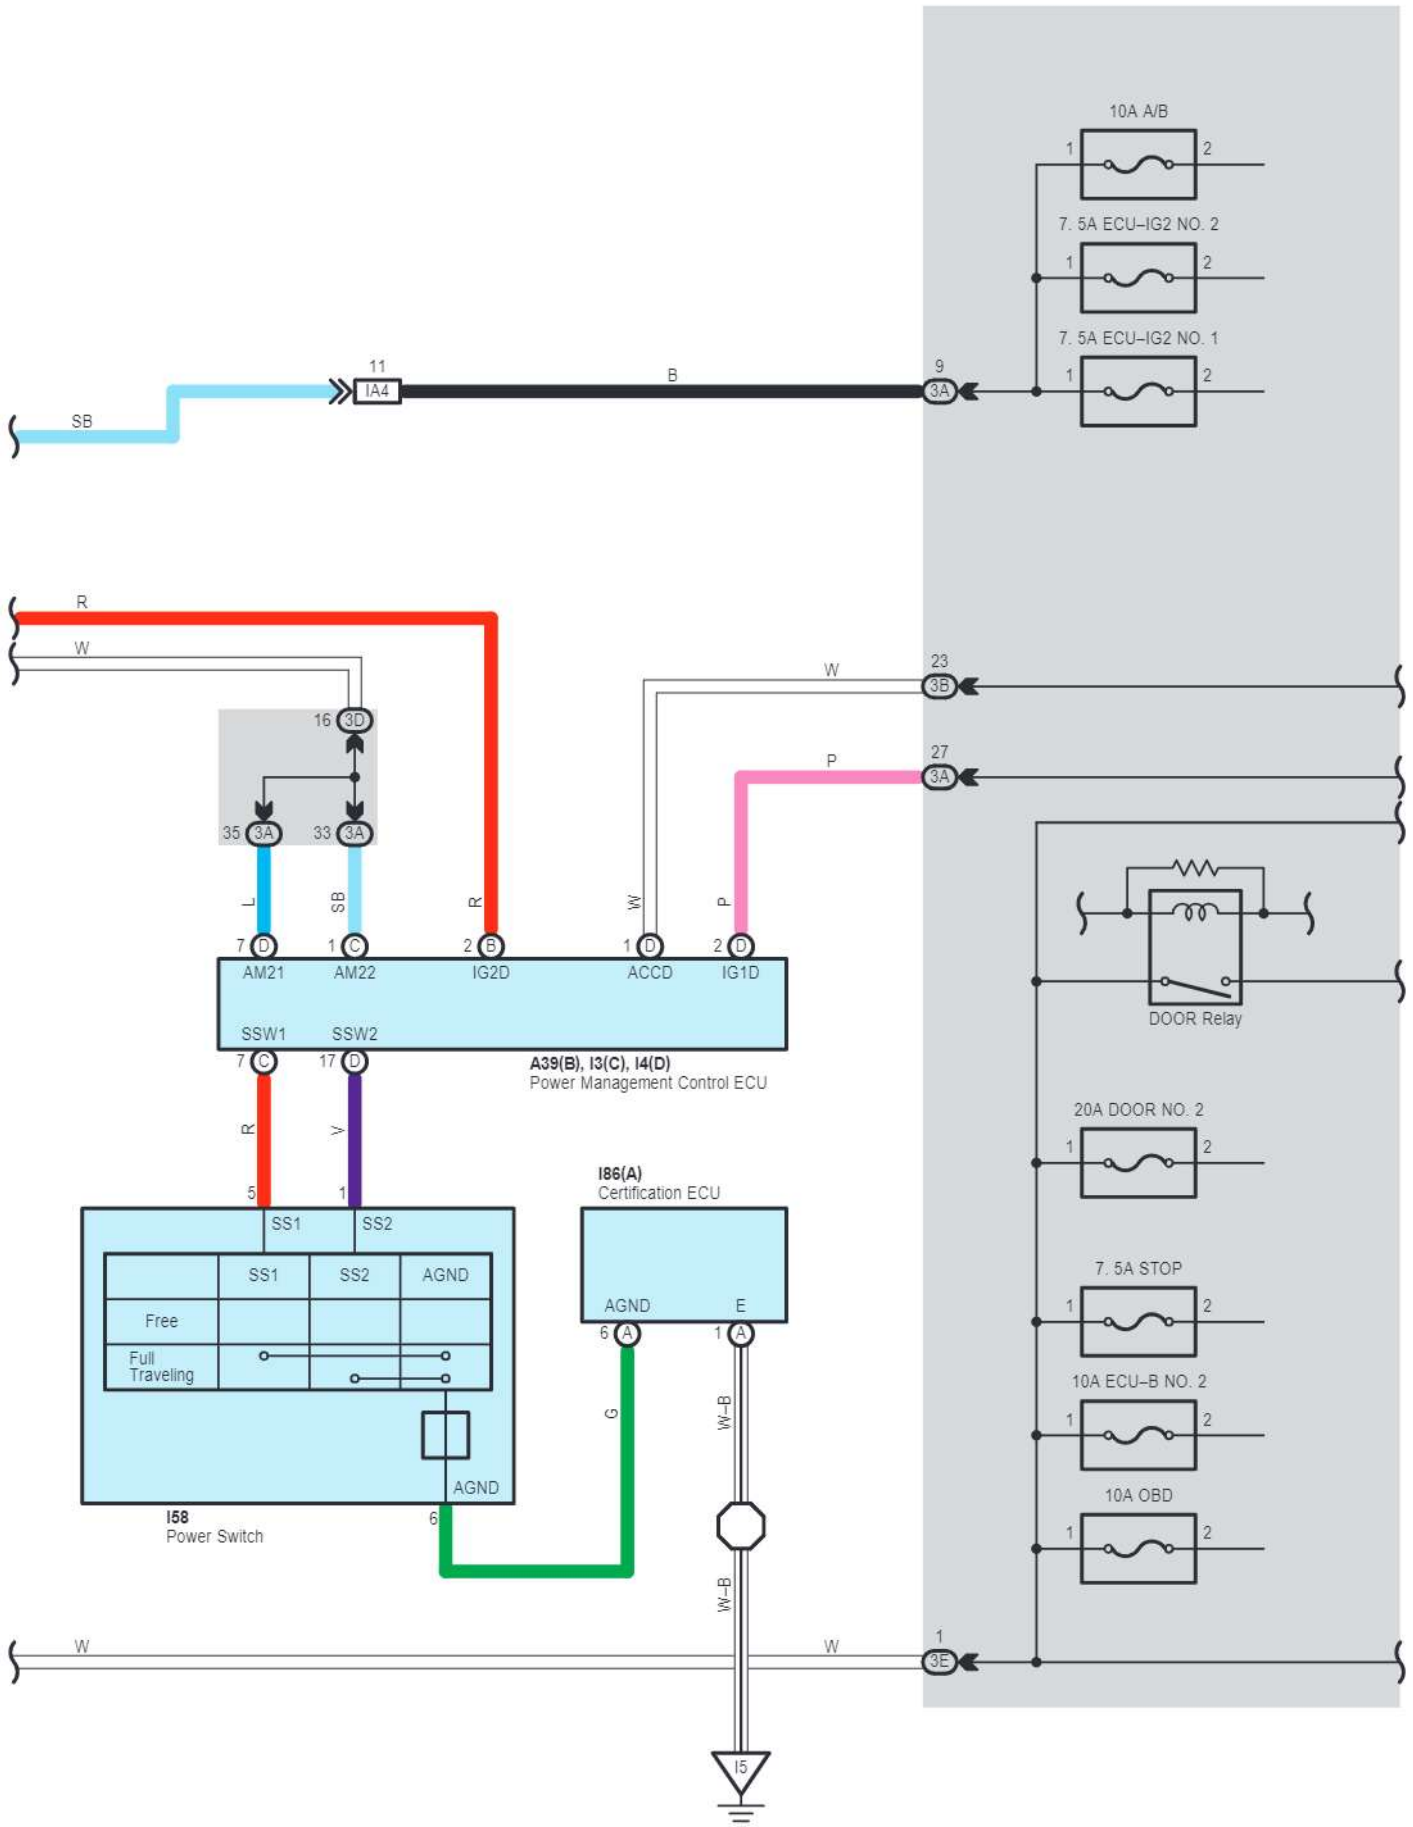 10A A/B
1 2
7. 5A ECU–IG2 NO. 2
1 2
7. 5A ECU–IG2 NO. 1
1 2
11
IA4
B
9
3A
SB
R
W
W
23
3B
16 3D
P
27
3A
35 3A
33 3A
L
SB
R
W
P
7 D
1 C
2 B
1 D
2 D
AM21
AM22
IG2D
ACCD
IG1D
DOOR Relay
SSW1
SSW2
7 C
17 D
A39(B), I3(C), I4(D)
Power Management Control ECU
20A DOOR NO. 2
1 2
R
V
I86(A)
Certification ECU
5
1
SS1
SS2
SS1
SS2
AGND
Free
Full
Traveling
AGND
E
6 A
1 A
7. 5A STOP
1 2
10A ECU–B NO. 2
1 2
G
W–B
AGND
6
I58
Power Switch
10A OBD
1 2
W–B
W
W
1
3E
I5